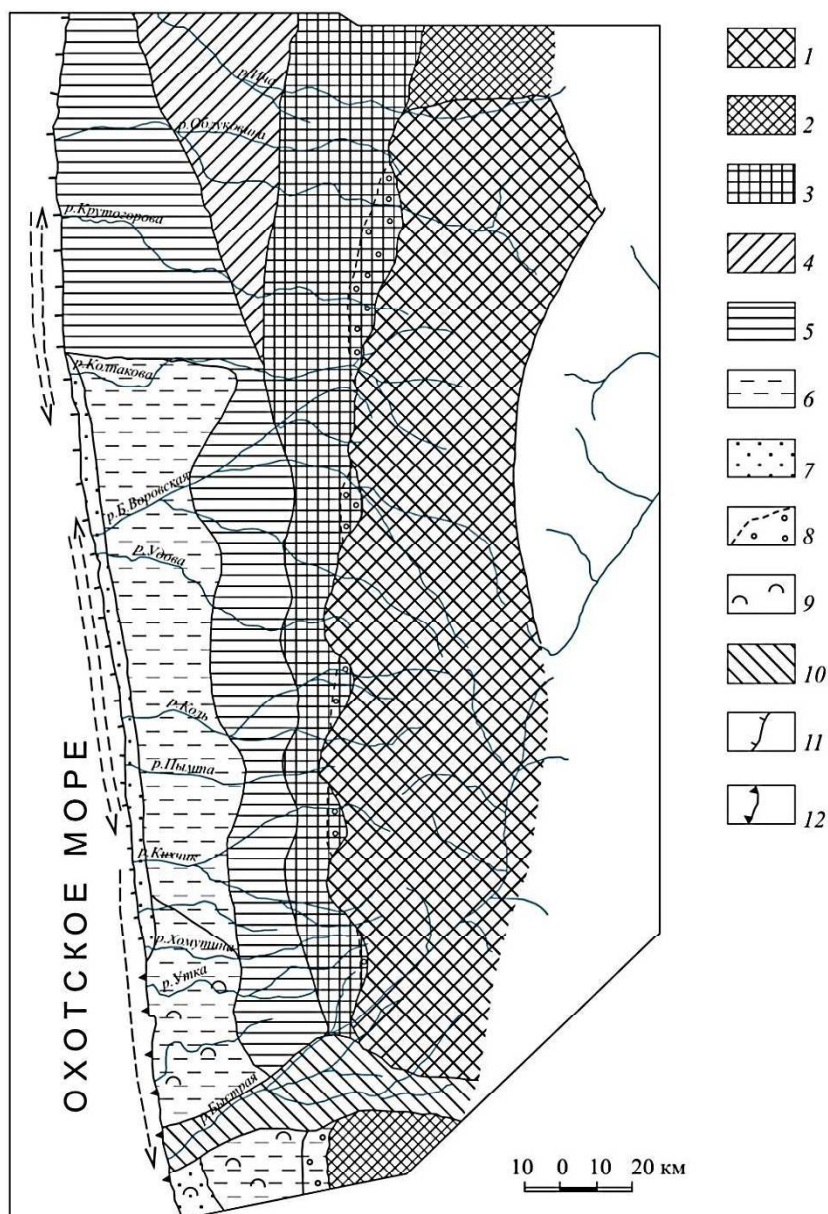 р.Ича
р.Облуковина
р.Крутогорова
р.Колпакова
р.Б.Воровская
р.Удова
р.Коль
р.Пымта
р.Кихчик
р.Хомутина
р.Утка
р.Быстрая
ОХОТСКОЕ МОРЕ
1
2
3
4
5
6
7
8
9
10
11
12
10 0 10 20 км